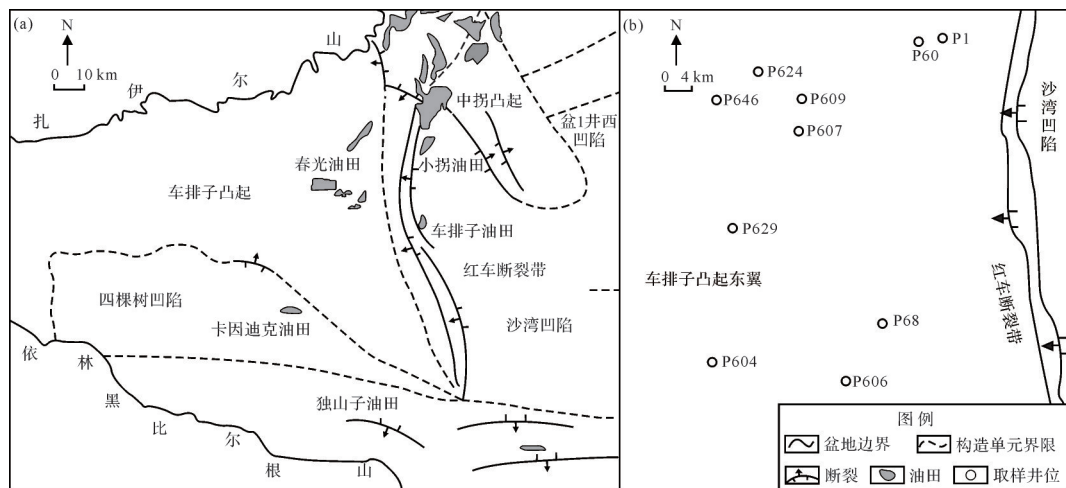 (a)
N
0 10 km
扎伊尔山
中拐凸起
盆1井西
凹陷
小拐油田
春光油田
车排子凸起
车排子油田
红车断裂带
四棵树凹陷
卡因迪克油田
沙湾凹陷
依林黑比尔根山
独山子油田
(b)
N
0 4 km
P1
P60
P624
P646
P609
P607
沙湾凹陷
P629
车排子凸起东翼
红车断裂带
P68
P604
P606
图例
盆地边界
构造单元界限
断裂
油田
取样井位